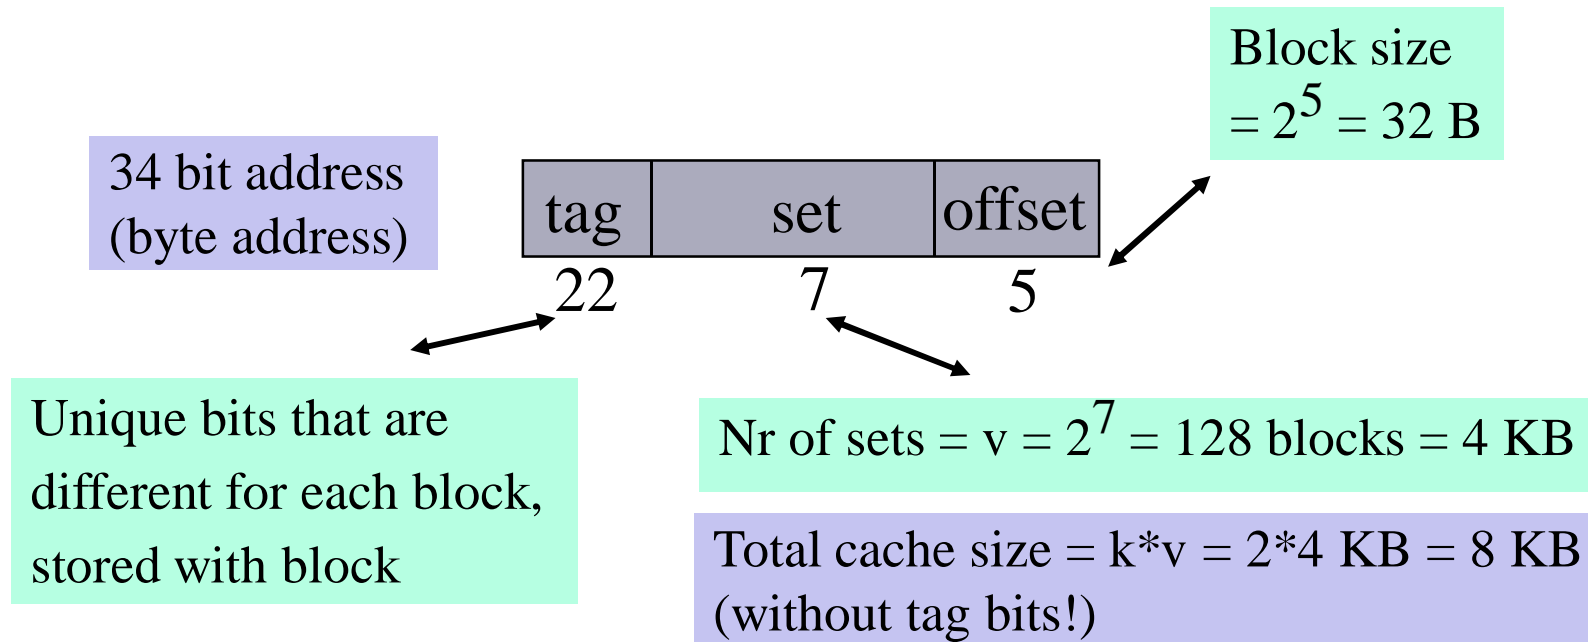 Block size
= 2^5 = 32 B
34 bit address
(byte address)
tag set offset
22 7 5
Unique bits that are
different for each block,
stored with block
Nr of sets = v = 2^7 = 128 blocks = 4 KB
Total cache size = k*v = 2*4 KB = 8 KB
(without tag bits!)